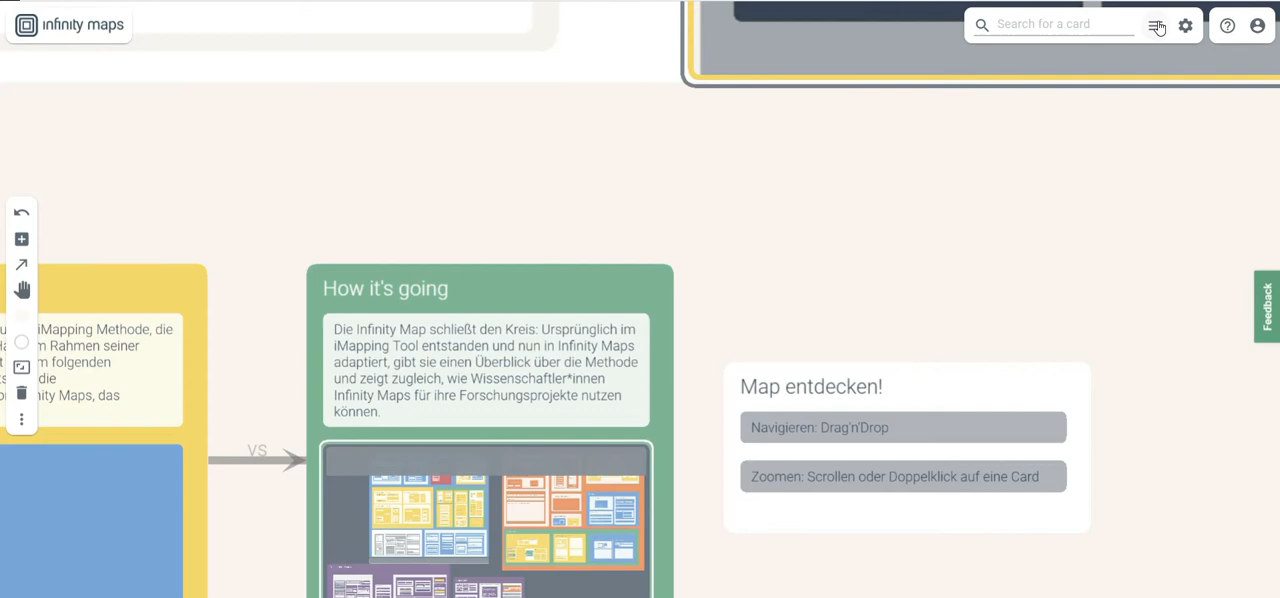 infinity maps
Search for a card
Feedback
iMapping Methode, die
m Rahmen seiner
m folgenden
die
nity Maps, das
VS
How it's going
Die Infinity Map schließt den Kreis: Ursprünglich im
iMapping Tool entstanden und nun in Infinity Maps
adaptiert, gibt sie einen Überblick über die Methode
und zeigt zugleich, wie Wissenschaftler*innen
Infinity Maps für ihre Forschungsprojekte nutzen
können.
Map entdecken!
Navigieren: Drag'n'Drop
Zoomen: Scrollen oder Doppelklick auf eine Card